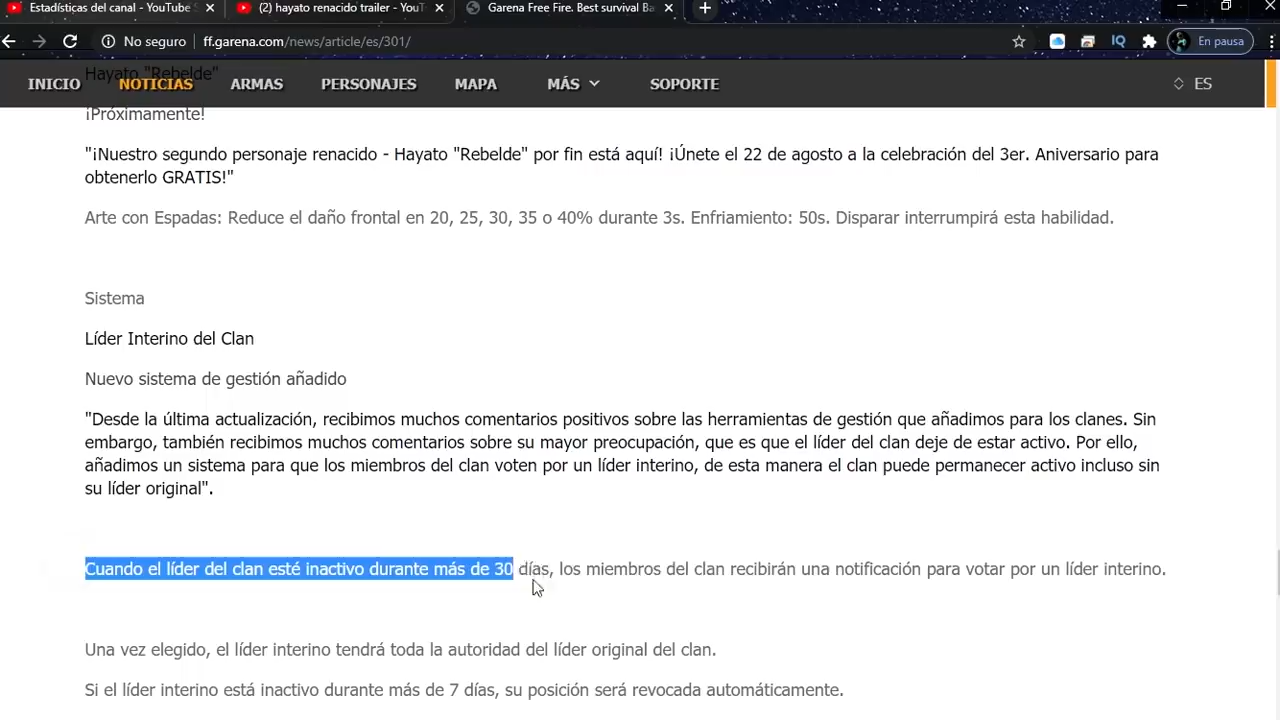 Estadísticas del canal - YouTube S
(2) hayato renacido trailer - YouT
Garena Free Fire. Best survival Ba
No seguro
ff.garena.com/news/article/es/301/
IQ
En pausa
Hayato "Rebelde"
INICIO NOTICIAS ARMAS PERSONAJES MAPA MÁS SOPORTE ES
¡Próximamente!
"¡Nuestro segundo personaje renacido - Hayato "Rebelde" por fin está aquí! ¡Únete el 22 de agosto a la celebración del 3er. Aniversario para
obtenerlo GRATIS!"
Arte con Espadas: Reduce el daño frontal en 20, 25, 30, 35 o 40% durante 3s. Enfriamiento: 50s. Disparar interrumpirá esta habilidad.
Sistema
Líder Interino del Clan
Nuevo sistema de gestión añadido
"Desde la última actualización, recibimos muchos comentarios positivos sobre las herramientas de gestión que añadimos para los clanes. Sin
embargo, también recibimos muchos comentarios sobre su mayor preocupación, que es que el líder del clan deje de estar activo. Por ello,
añadimos un sistema para que los miembros del clan voten por un líder interino, de esta manera el clan puede permanecer activo incluso sin
su líder original".
Cuando el líder del clan esté inactivo durante más de 30 días, los miembros del clan recibirán una notificación para votar por un líder interino.
Una vez elegido, el líder interino tendrá toda la autoridad del líder original del clan.
Si el líder interino está inactivo durante más de 7 días, su posición será revocada automáticamente.